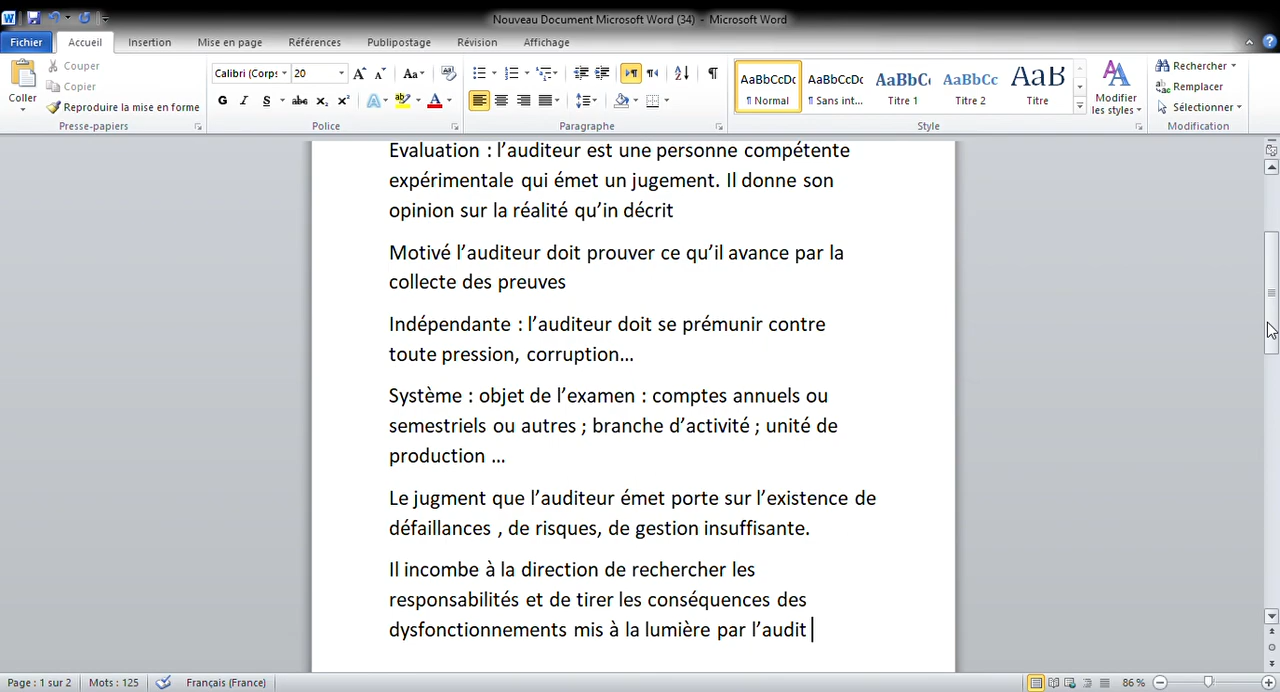 Nouveau Document Microsoft Word (34) - Microsoft Word
Fichier Accueil Insertion Mise en page Références Publipostage Révision Affichage
Coller
Couper
Copier
Reproduire la mise en forme
Presse-papiers
Calibri (Corps 20
G I S abc x₂ x²
Police
Paragraphe
AaBbCcDc AaBbCcDc AaBbC AaBbCc AaB
¶ Normal ¶ Sans int... Titre 1 Titre 2 Titre
Modifier
les styles
Style
Rechercher
Remplacer
Sélectionner
Modification
Evaluation : l’auditeur est une personne compétente
expérimentale qui émet un jugement. Il donne son
opinion sur la réalité qu’in décrit
Motivé l’auditeur doit prouver ce qu’il avance par la
collecte des preuves
Indépendante : l’auditeur doit se prémunir contre
toute pression, corruption…
Système : objet de l’examen : comptes annuels ou
semestriels ou autres ; branche d’activité ; unité de
production …
Le jugment que l’auditeur émet porte sur l’existence de
défaillances , de risques, de gestion insuffisante.
Il incombe à la direction de rechercher les
responsabilités et de tirer les conséquences des
dysfonctionnements mis à la lumière par l’audit
Page : 1 sur 2 Mots : 125 Français (France) 86 %